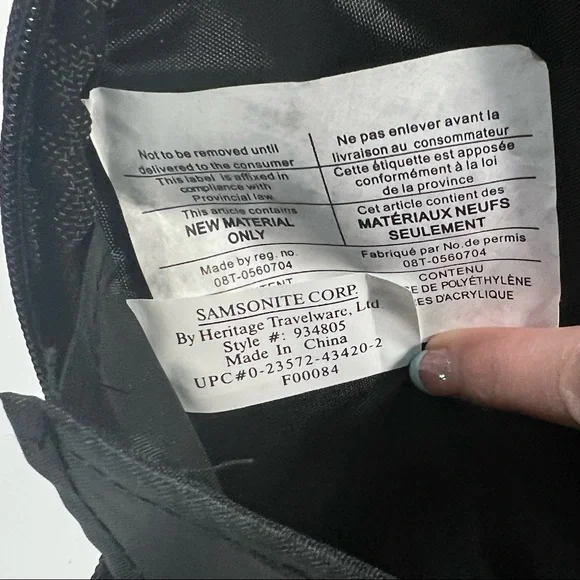 Not to be removed until
delivered to the consumer
This label is affixed in
compliance with
Provincial law
This article contains
NEW MATERIAL
ONLY
Made by reg. no.
08T-0560704
Ne pas enlever avant la
livraison au consommateur
Cette étiquette est apposée
conformément à la loi
de la province
Cet article contient des
MATÉRIAUX NEUFS
SEULEMENT
Fabriqué par No. de permis
08T-0560704
CONTENU
DE POLYÉTHYLÈNE
D'ACRYLIQUE
SAMSONITE CORP.
By Heritage Travelware, Ltd
Style #: 934805
Made In China
UPC#0-23572-43420-2
F00084